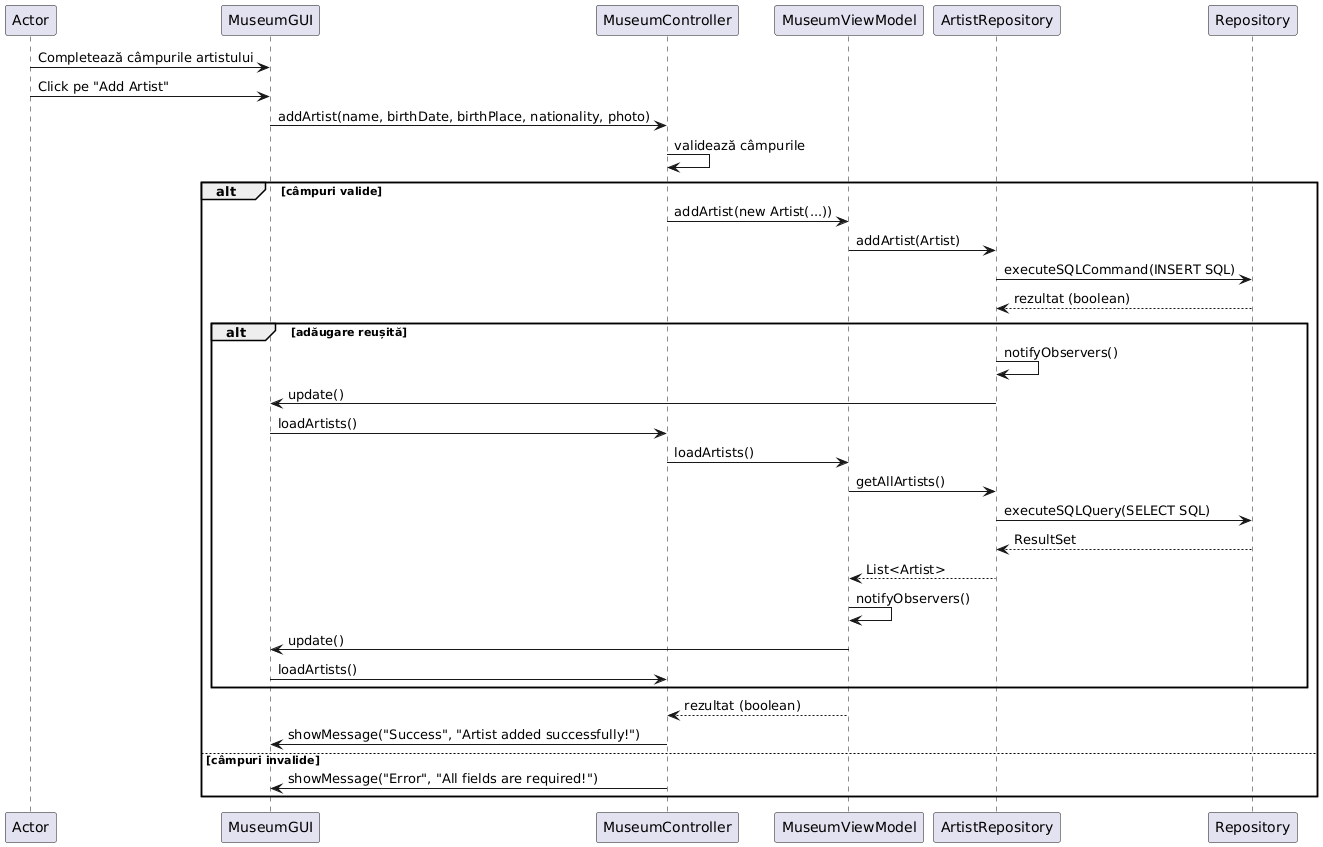 Actor MuseumGUI MuseumController MuseumViewModel ArtistRepository Repository
Completează câmpurile artistului
Click pe "Add Artist"
addArtist(name, birthDate, birthPlace, nationality, photo)
validează câmpurile
alt [câmpuri valide]
addArtist(new Artist(...))
addArtist(Artist)
executeSQLCommand(INSERT SQL)
rezultat (boolean)
alt [adăugare reușită]
notifyObservers()
update()
loadArtists()
loadArtists()
getAllArtists()
executeSQLQuery(SELECT SQL)
ResultSet
List<Artist>
notifyObservers()
update()
loadArtists()
rezultat (boolean)
showMessage("Success", "Artist added successfully!")
[câmpuri invalide]
showMessage("Error", "All fields are required!")
Actor MuseumGUI MuseumController MuseumViewModel ArtistRepository Repository